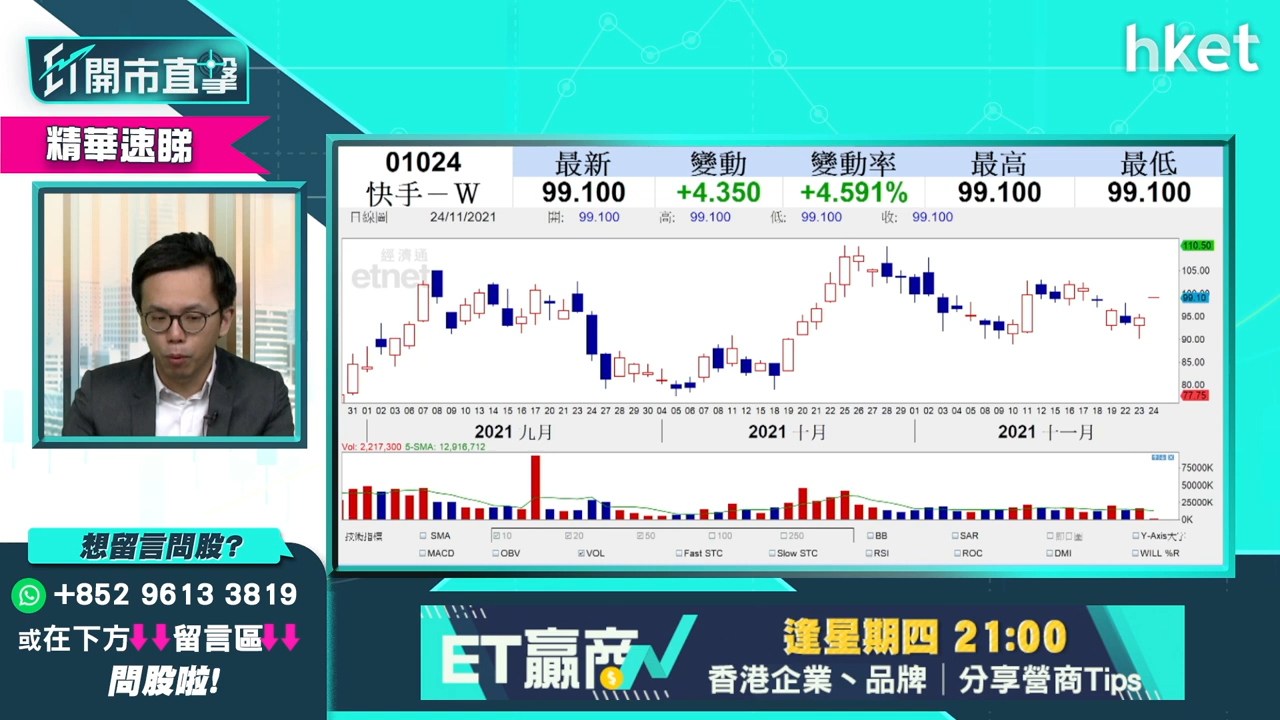 ET開市直擊
hket
精華速睇
01024
快手－W
最新
變動
變動率
最高
最低
99.100
+4.350
+4.591%
99.100
99.100
日線圖
24/11/2021
開: 99.100
高: 99.100
低: 99.100
收: 99.100
經濟通
etnet
110.50
105.00
99.10
95.00
90.00
85.00
80.00
77.75
31 01 02 03 06 07 08 09 10 13 14 15 16 17 20 21 23 24 27 28 29 30 04 05 06 07 08 11 12 15 18 19 20 21 22 25 26 27 28 29 01 02 03 04 05 08 09 10 11 12 15 16 17 18 19 22 23 24
2021 九月
2021 十月
2021 十一月
Vol: 2,217,300 5-SMA: 12,916,712
75000K
50000K
25000K
0K
技術指標
SMA
10
20
50
100
250
BB
SAR
Y-Axis大字
MACD
OBV
VOL
Fast STC
Slow STC
RSI
ROC
DMI
WILL %R
想留言問股?
+852 9613 3819
或在下方留言區
問股啦!
ET贏商
逢星期四 21:00
香港企業、品牌｜分享營商Tips